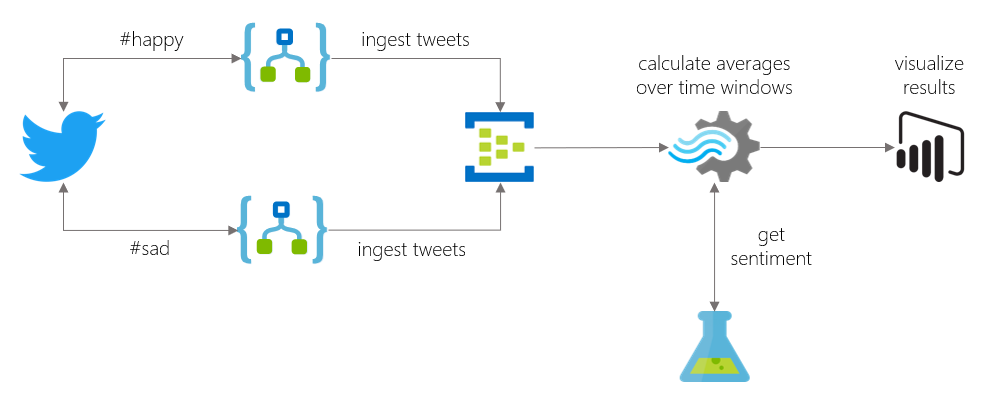 #happy
ingest tweets
calculate averages
over time windows
visualize
results
#sad
ingest tweets
get
sentiment